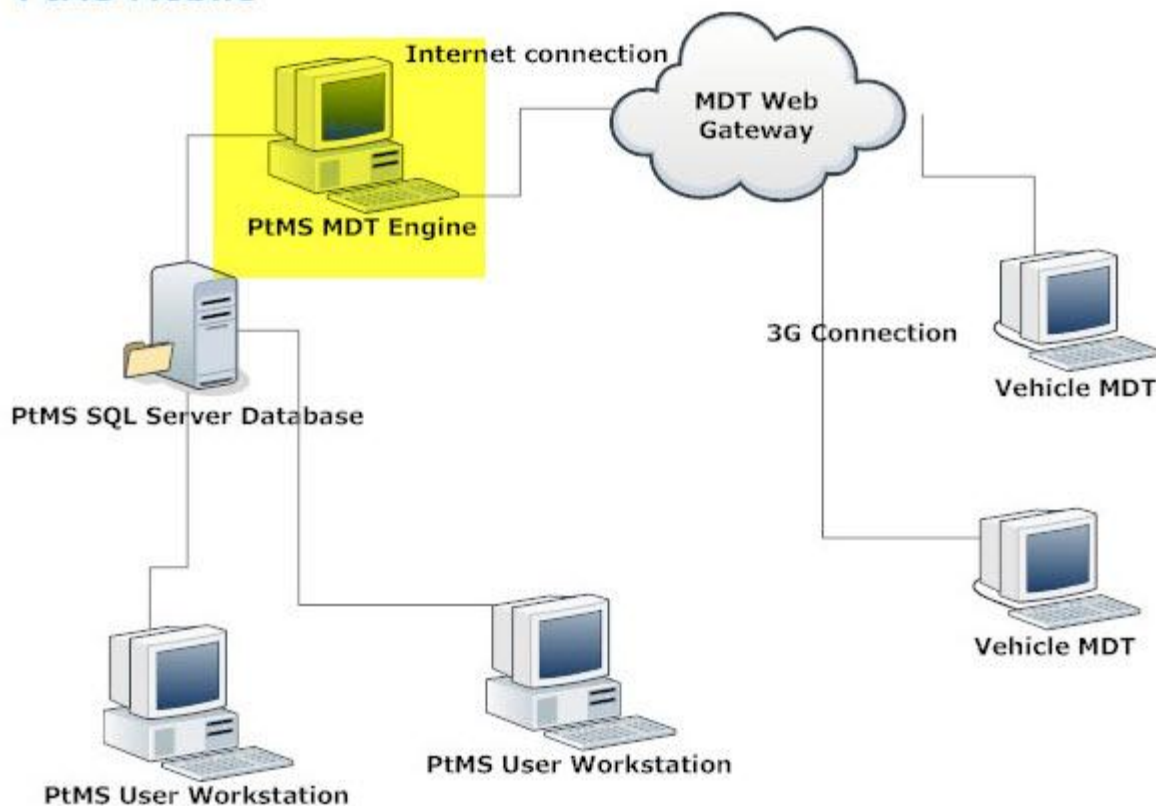 Internet connection
MDT Web
Gateway
PtMS MDT Engine
3G Connection
Vehicle MDT
PtMS SQL Server Database
Vehicle MDT
PtMS User Workstation
PtMS User Workstation